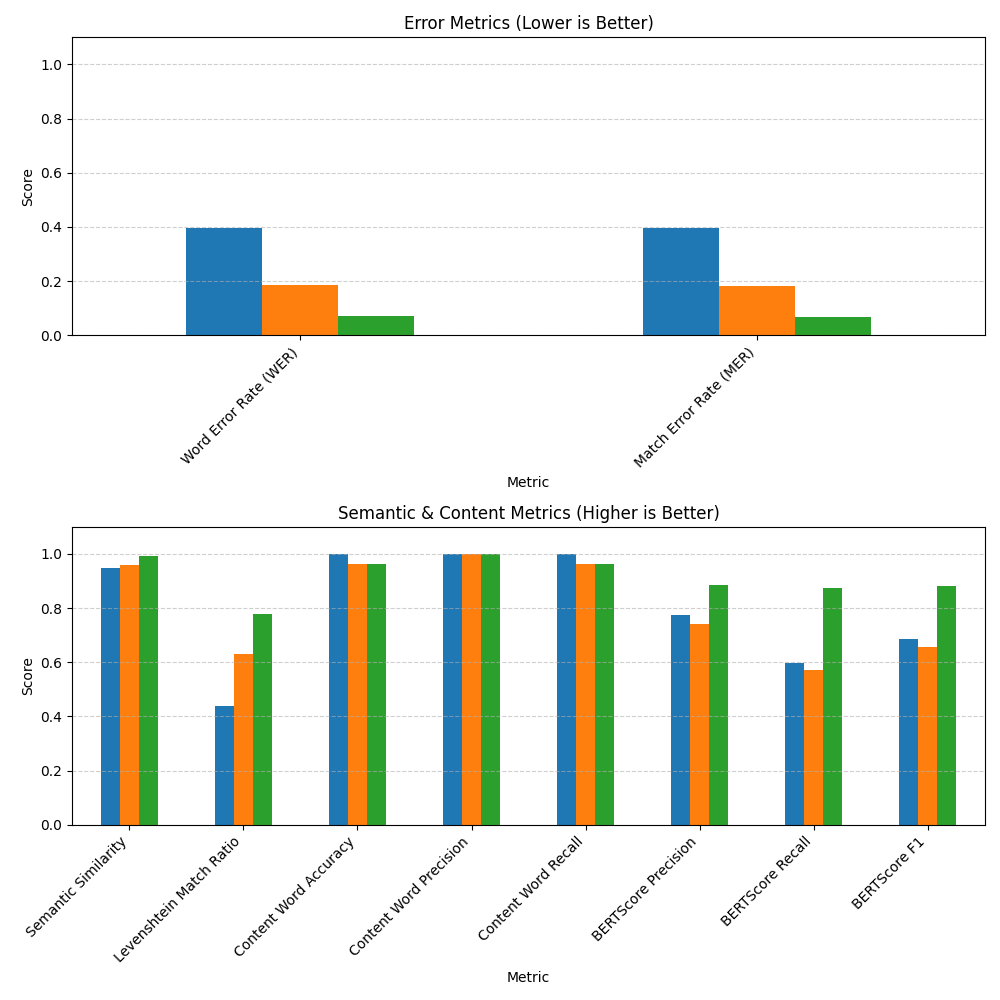 Error Metrics (Lower is Better)
1.0
0.8
0.6
0.4
0.2
0.0
Score
Word Error Rate (WER)
Match Error Rate (MER)
Metric
Semantic & Content Metrics (Higher is Better)
1.0
0.8
0.6
0.4
0.2
0.0
Score
Semantic Similarity
Levenshtein Match Ratio
Content Word Accuracy
Content Word Precision
Content Word Recall
BERTScore Precision
BERTScore Recall
BERTScore F1
Metric